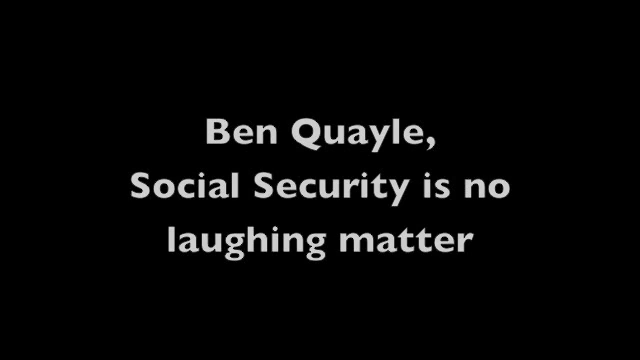 Ben Quayle,
Social Security is no
laughing matter